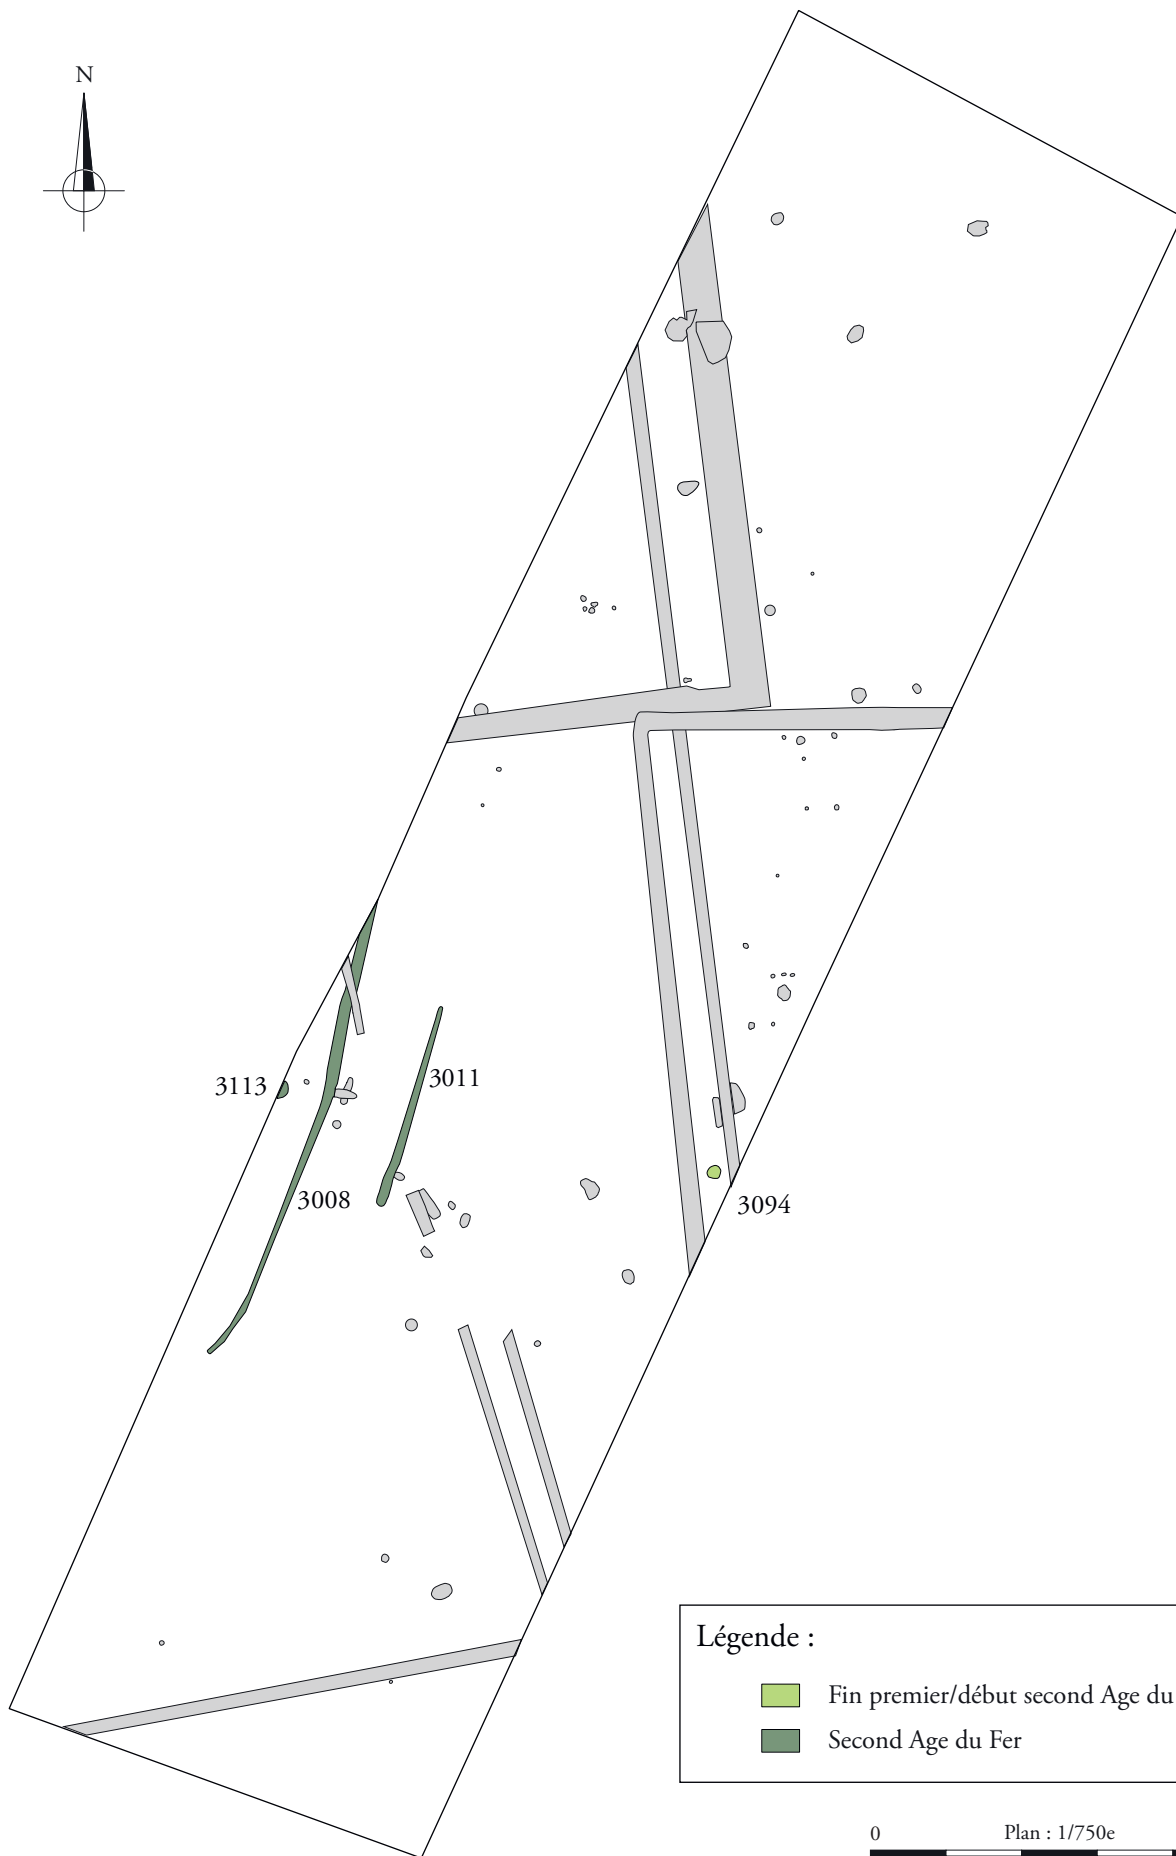 N
3113
3011
3008
3094
Légende :
Fin premier/début second Age du
Second Age du Fer
0 Plan : 1/750e